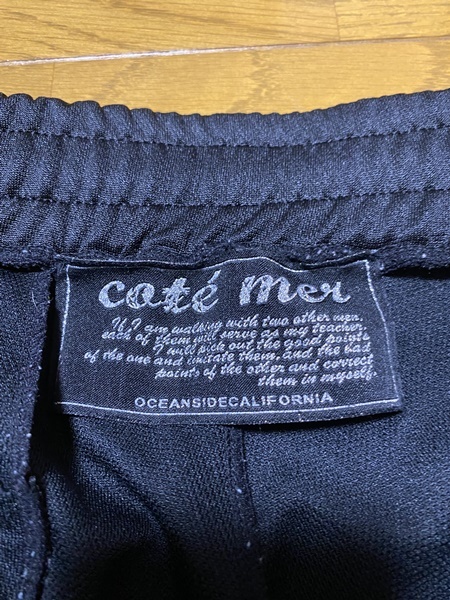 coté mer
If I am walking with two other men,
each of them will serve as my teacher.
I will pick out the good points
of the one and imitate them, and the bad
points of the other and correct
them in myself.
OCEANSIDECALIFORNIA